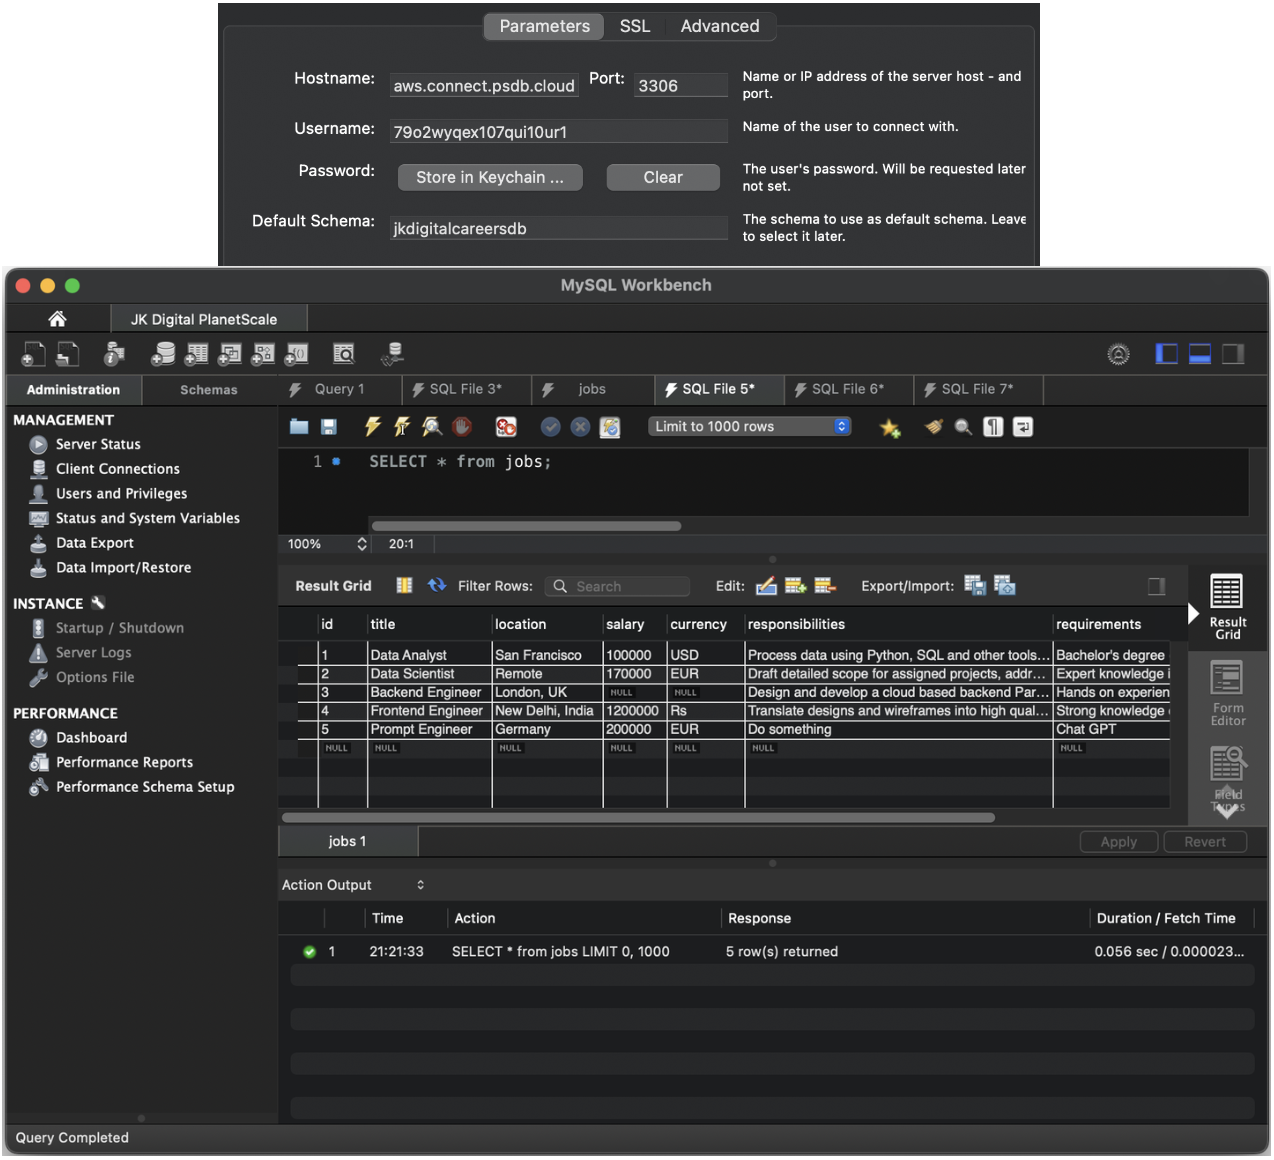 Parameters SSL Advanced
Hostname: aws.connect.psdb.cloud Port: 3306 Name or IP address of the server host - and
port.
Username: 79o2wyqex107qui10ur1 Name of the user to connect with.
Password: Store in Keychain ... Clear The user's password. Will be requested later
not set.
Default Schema: jkdigitalcareersdb The schema to use as default schema. Leave
to select it later.
MySQL Workbench
JK Digital PlanetScale
Administration Schemas
Query 1 SQL File 3* jobs SQL File 5* SQL File 6* SQL File 7*
MANAGEMENT
Server Status
Client Connections
Users and Privileges
Status and System Variables
Data Export
Data Import/Restore
INSTANCE
Startup / Shutdown
Server Logs
Options File
PERFORMANCE
Dashboard
Performance Reports
Performance Schema Setup
Limit to 1000 rows
1 SELECT * from jobs;
100% 20:1
Result Grid Filter Rows: Search Edit: Export/Import:
id title location salary currency responsibilities requirements
1 Data Analyst San Francisco 100000 USD Process data using Python, SQL and other tools... Bachelor's degree
2 Data Scientist Remote 170000 EUR Draft detailed scope for assigned projects, addr... Expert knowledge i
3 Backend Engineer London, UK NULL NULL Design and develop a cloud based backend Par... Hands on experien
4 Frontend Engineer New Delhi, India 1200000 Rs Translate designs and wireframes into high qual... Strong knowledge
5 Prompt Engineer Germany 200000 EUR Do something Chat GPT
NULL NULL NULL NULL NULL NULL NULL
Result
Grid
Form
Editor
Field
Types
jobs 1 Apply Revert
Action Output
Time Action Response Duration / Fetch Time
1 21:21:33 SELECT * from jobs LIMIT 0, 1000 5 row(s) returned 0.056 sec / 0.000023...
Query Completed